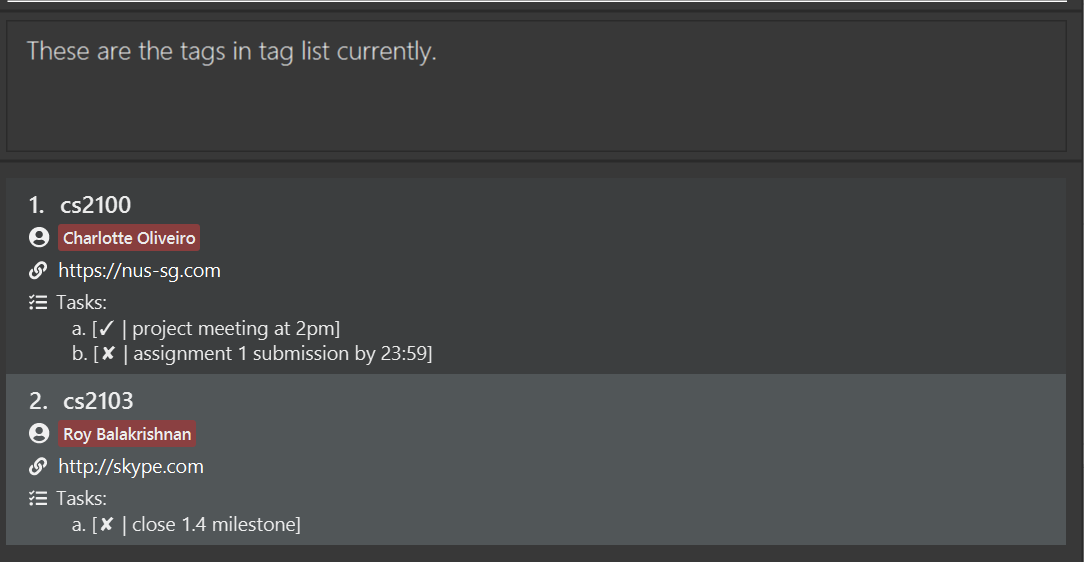 These are the tags in tag list currently.
1. cs2100
Charlotte Oliveiro
https://nus-sg.com
Tasks:
a. [✓ | project meeting at 2pm]
b. [✘ | assignment 1 submission by 23:59]
2. cs2103
Roy Balakrishnan
http://skype.com
Tasks:
a. [✘ | close 1.4 milestone]